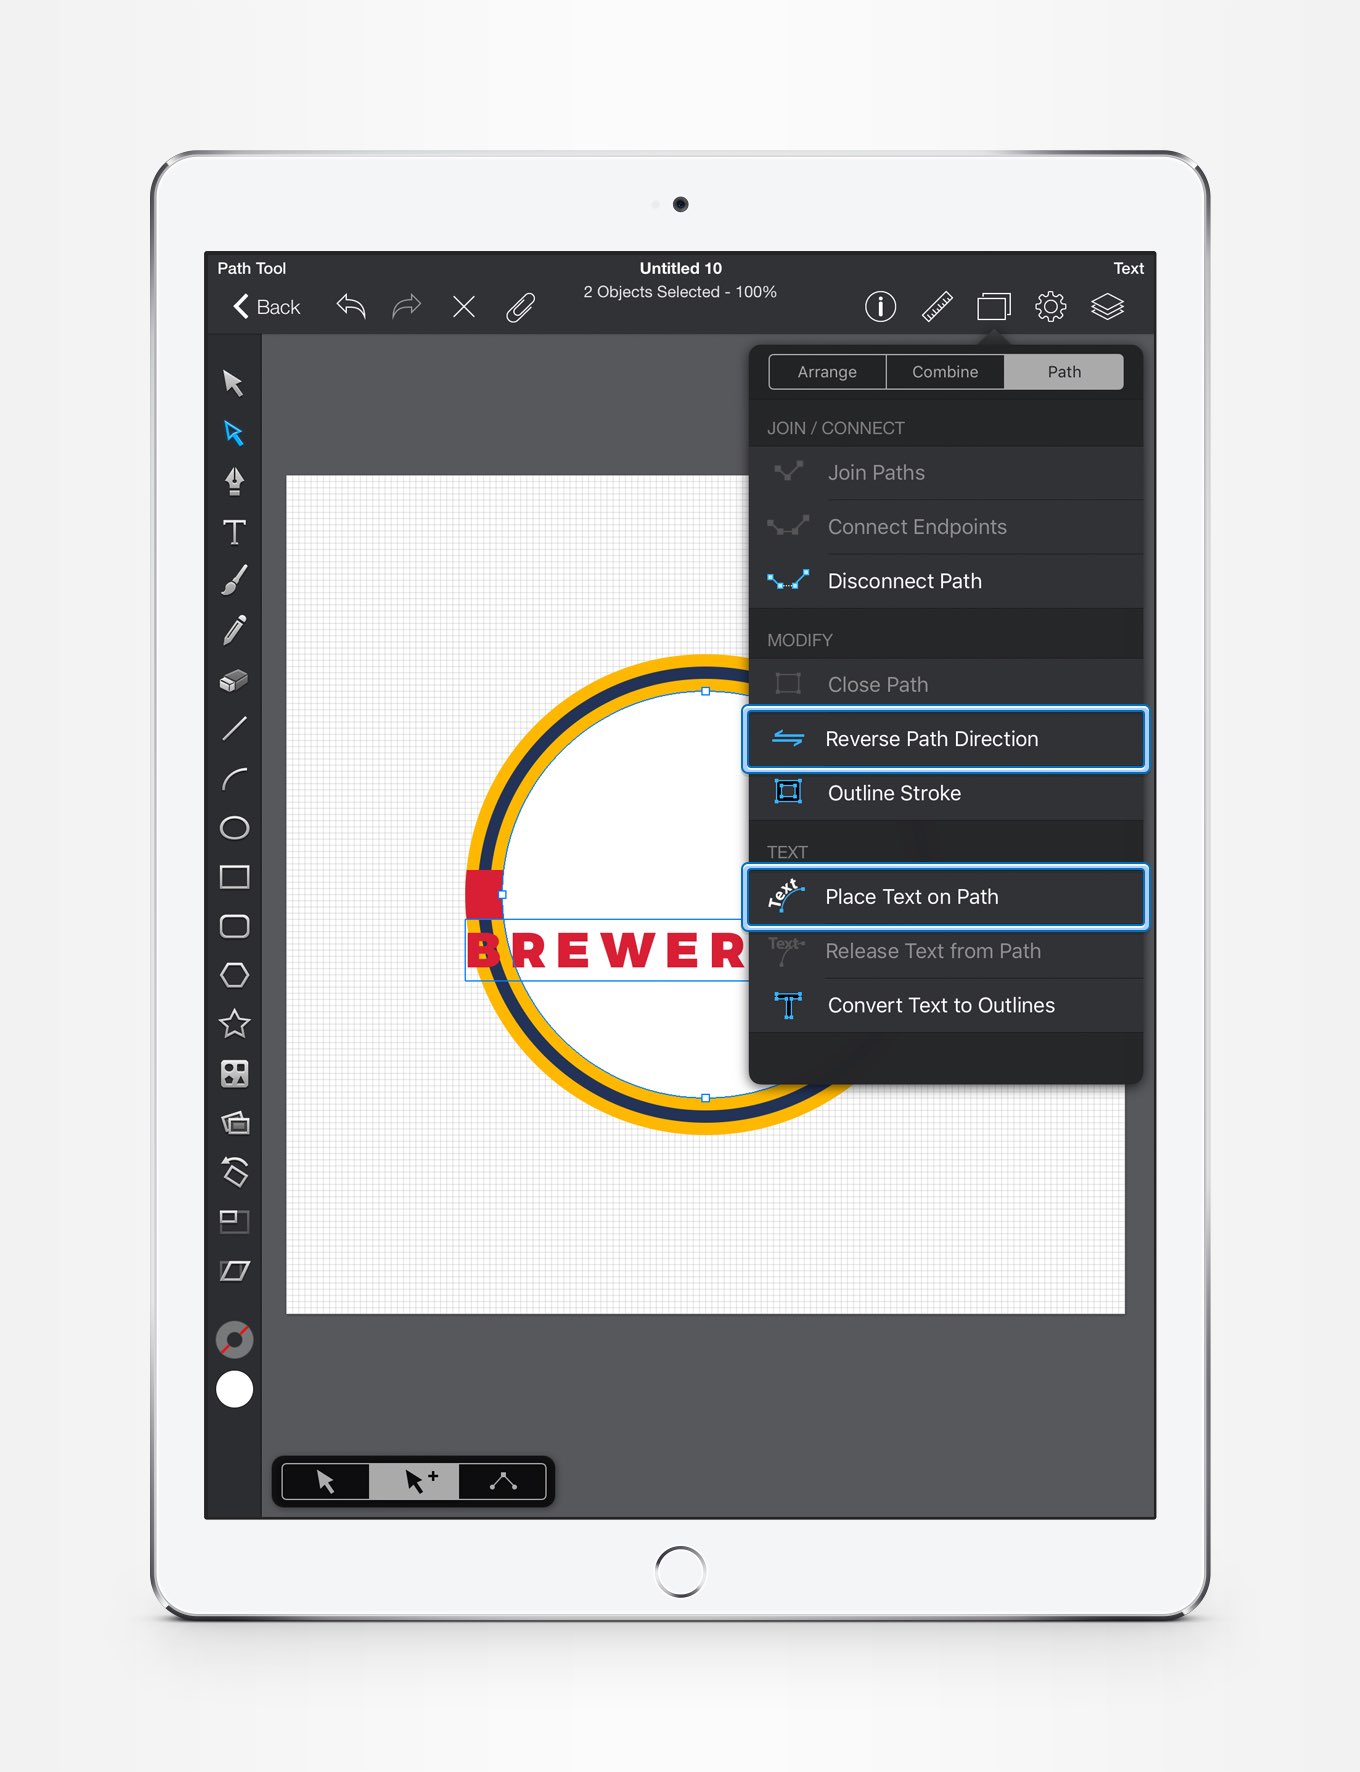 Path Tool
Untitled 10
Text
Back
2 Objects Selected - 100%
Arrange
Combine
Path
JOIN / CONNECT
Join Paths
Connect Endpoints
Disconnect Path
MODIFY
Close Path
Reverse Path Direction
Outline Stroke
TEXT
Text
Place Text on Path
Text
Release Text from Path
Convert Text to Outlines
BREWER